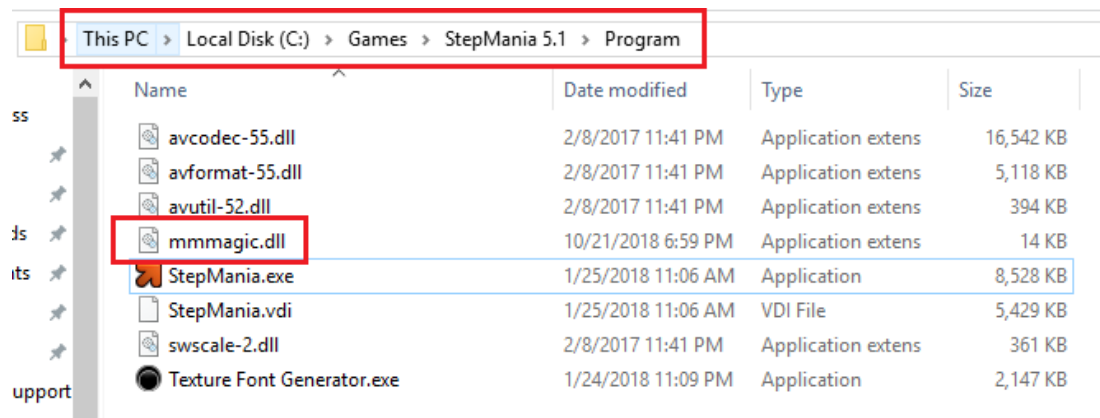 This PC > Local Disk (C:) > Games > StepMania 5.1 > Program
Name Date modified Type Size
ss
avcodec-55.dll 2/8/2017 11:41 PM Application extens 16,542 KB
avformat-55.dll 2/8/2017 11:41 PM Application extens 5,118 KB
avutil-52.dll 2/8/2017 11:41 PM Application extens 394 KB
ds mmmagic.dll 10/21/2018 6:59 PM Application extens 14 KB
nts StepMania.exe 1/25/2018 11:06 AM Application 8,528 KB
StepMania.vdi 1/25/2018 11:06 AM VDI File 5,429 KB
swscale-2.dll 2/8/2017 11:41 PM Application extens 361 KB
Texture Font Generator.exe 1/24/2018 11:09 PM Application 2,147 KB
upport